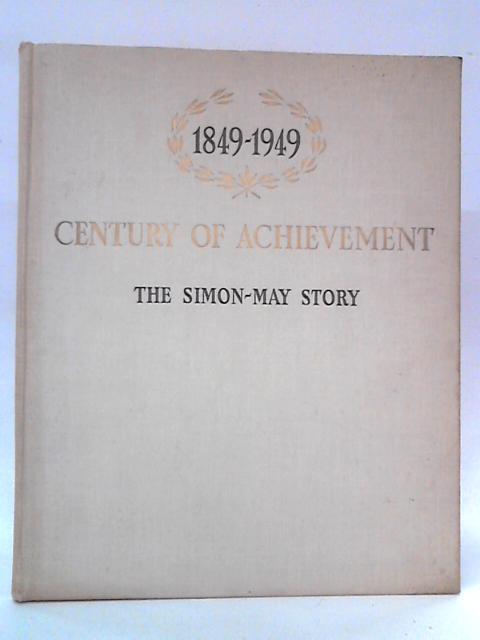 1849-1949
CENTURY OF ACHIEVEMENT
THE SIMON-MAY STORY